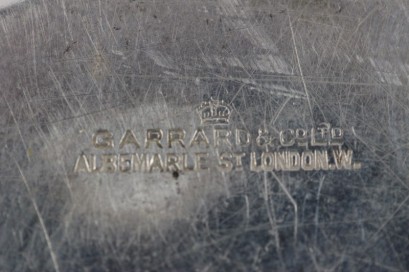 GARRARD & CO LTD
ALBEMARLE ST LONDON. W.